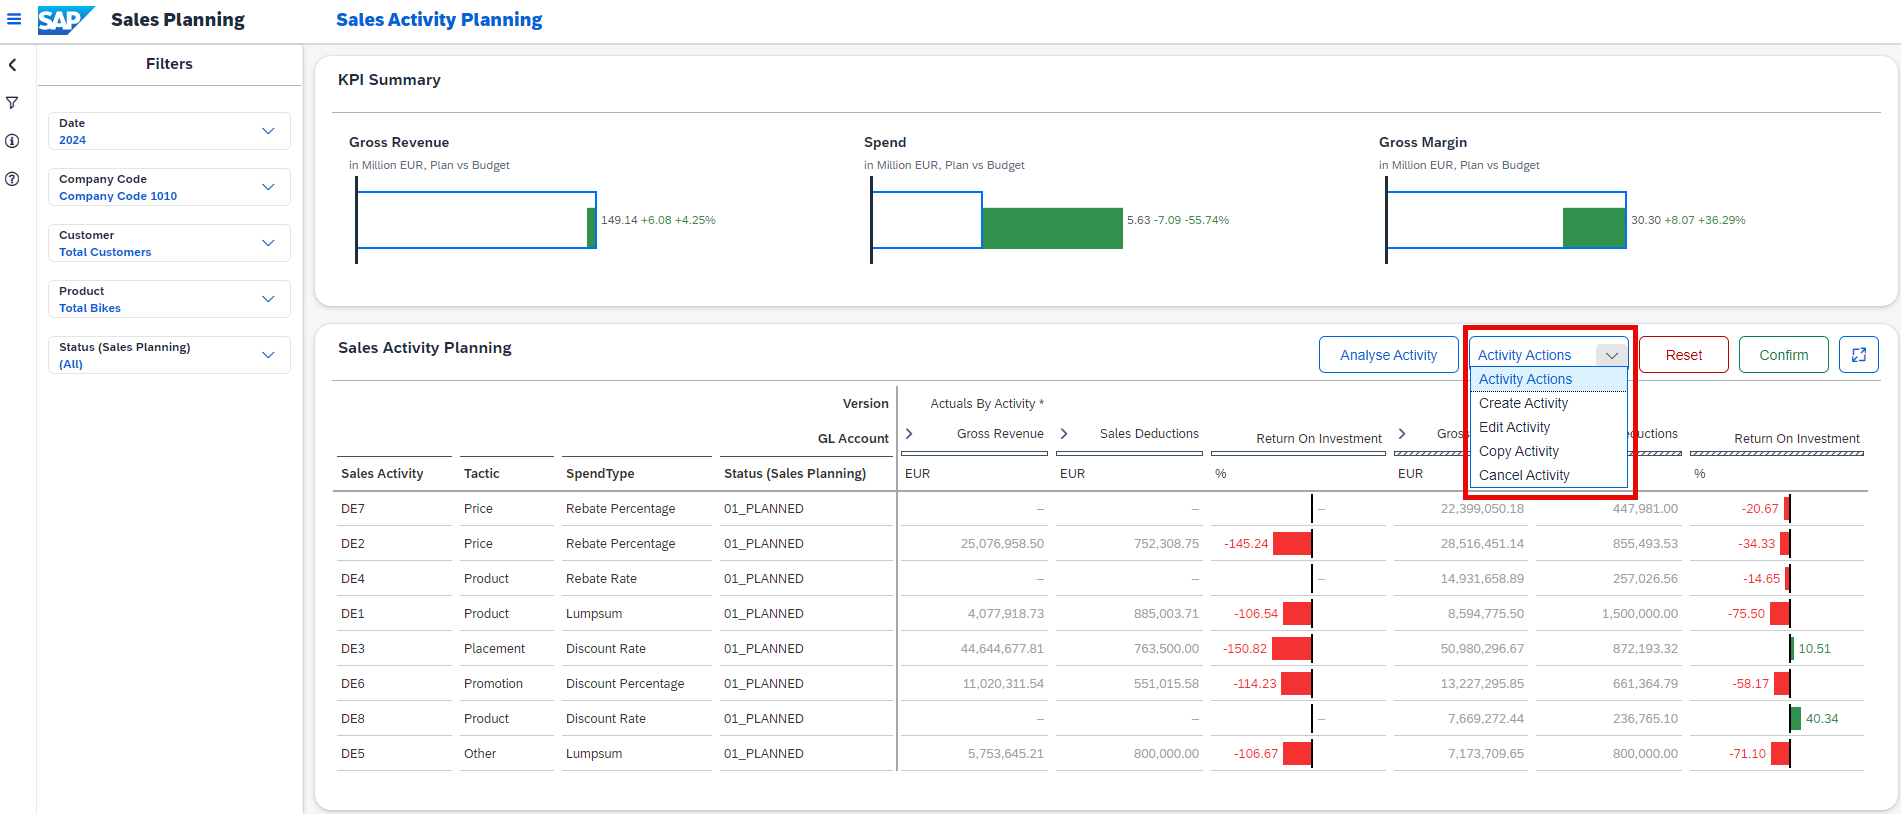 SAP Sales Planning Sales Activity Planning
Filters
Date
2024
Company Code
Company Code 1010
Customer
Total Customers
Product
Total Bikes
Status (Sales Planning)
(All)
KPI Summary
Gross Revenue
in Million EUR, Plan vs Budget
149.14 +6.08 +4.25%
Spend
in Million EUR, Plan vs Budget
5.63 -7.09 -55.74%
Gross Margin
in Million EUR, Plan vs Budget
30.30 +8.07 +36.29%
Sales Activity Planning
Analyse Activity
Activity Actions
Reset
Confirm
Activity Actions
Create Activity
Edit Activity
Copy Activity
Cancel Activity
Version Actuals By Activity *
GL Account Gross Revenue Sales Deductions Return On Investment Gros eductions Return On Investment
Sales Activity Tactic SpendType Status (Sales Planning) EUR EUR % EUR %
DE7 Price Rebate Percentage 01_PLANNED – – – 22,399,050.18 447,981.00 -20.67
DE2 Price Rebate Percentage 01_PLANNED 25,076,958.50 752,308.75 -145.24 28,516,451.14 855,493.53 -34.33
DE4 Product Rebate Rate 01_PLANNED – – – 14,931,658.89 257,026.56 -14.65
DE1 Product Lumpsum 01_PLANNED 4,077,918.73 885,003.71 -106.54 8,594,775.50 1,500,000.00 -75.50
DE3 Placement Discount Rate 01_PLANNED 44,644,677.81 763,500.00 -150.82 50,980,296.67 872,193.32 10.51
DE6 Promotion Discount Percentage 01_PLANNED 11,020,311.54 551,015.58 -114.23 13,227,295.85 661,364.79 -58.17
DE8 Product Discount Rate 01_PLANNED – – – 7,669,272.44 236,765.10 40.34
DE5 Other Lumpsum 01_PLANNED 5,753,645.21 800,000.00 -106.67 7,173,709.65 800,000.00 -71.10